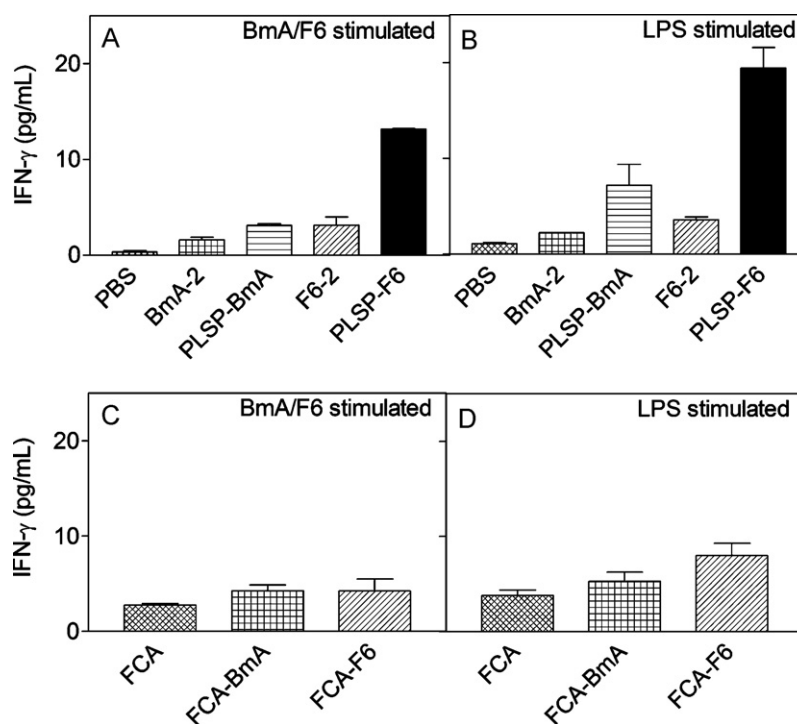 A BmA/F6 stimulated
B LPS stimulated
IFN-γ (pg/mL)
20
10
0
PBS
BmA-2
PLSP-BmA
F6-2
PLSP-F6
PBS
BmA-2
PLSP-BmA
F6-2
PLSP-F6
C BmA/F6 stimulated
D LPS stimulated
IFN-γ (pg/mL)
20
10
0
FCA
FCA-BmA
FCA-F6
FCA
FCA-BmA
FCA-F6